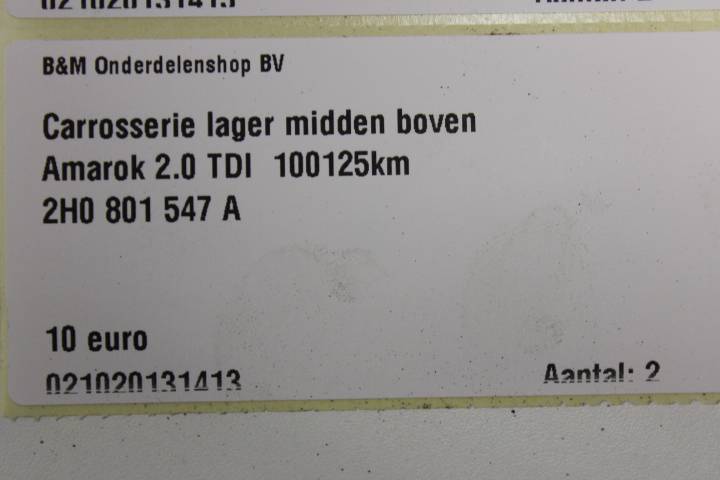 021020131413
B&M Onderdelenshop BV
Carrosserie lager midden boven
Amarok 2.0 TDI 100125km
2H0 801 547 A
10 euro
021020131413
Aantal: 2